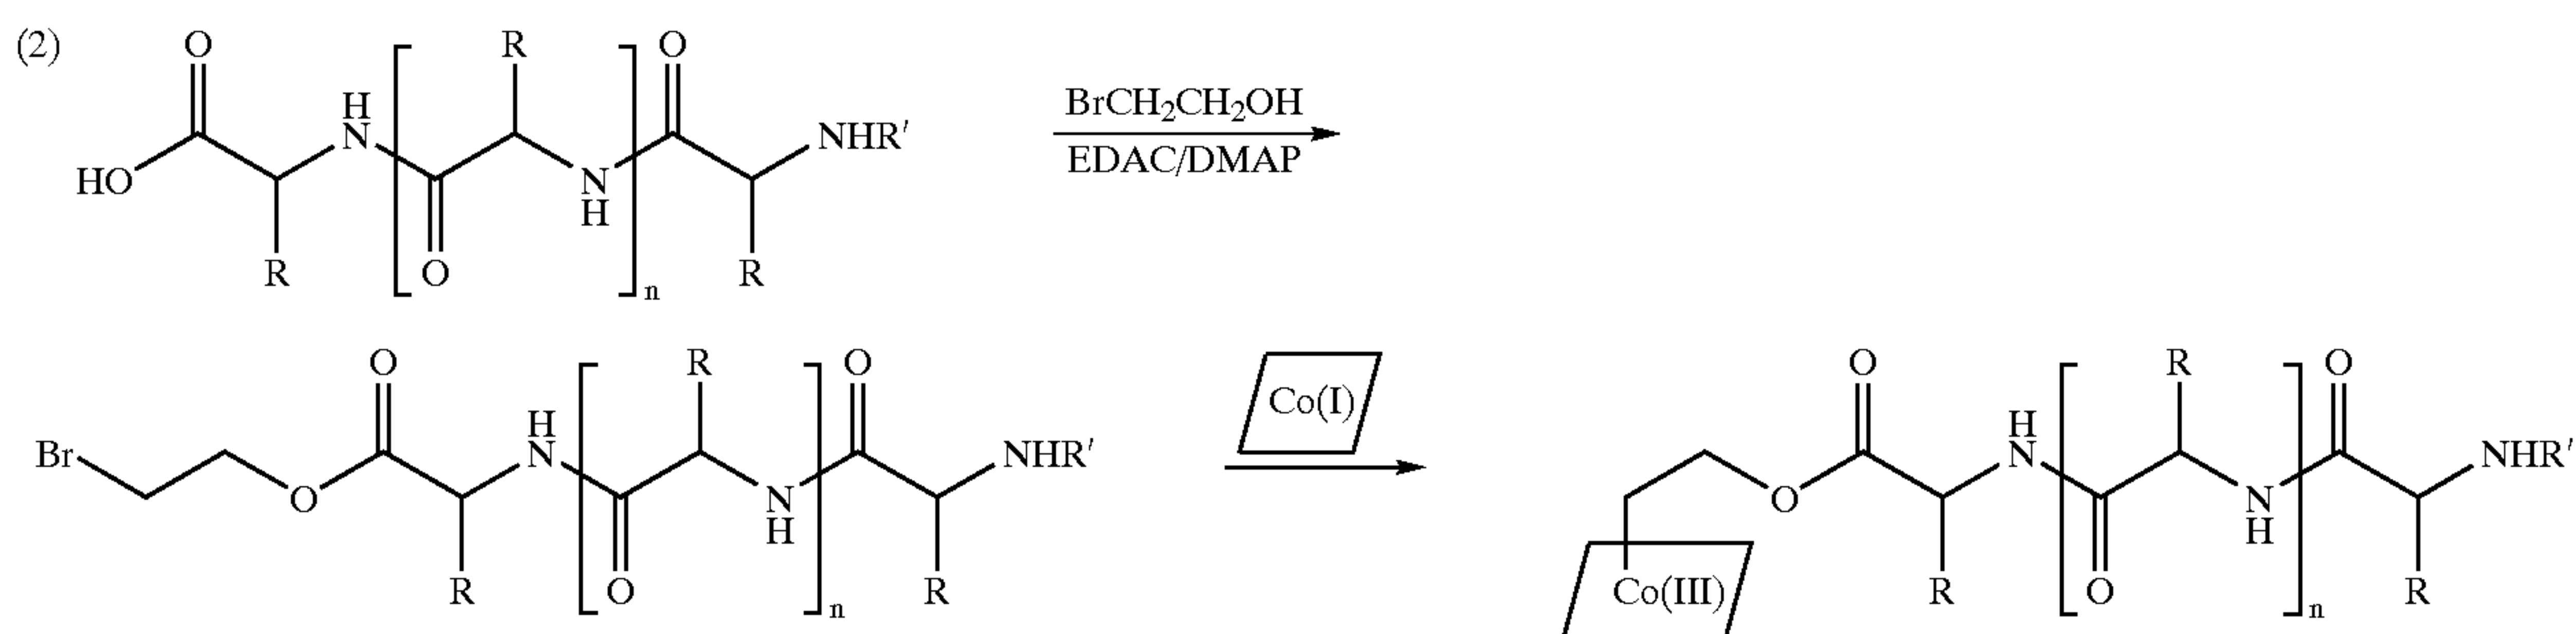 (2)
O R O
HO H N O N H NHR'
R R n
BrCH₂CH₂OH
EDAC/DMAP
O R O
Br O H N O N H NHR'
R R n
Co(I)
O R O
O H N O N H NHR'
R R n
Co(III)